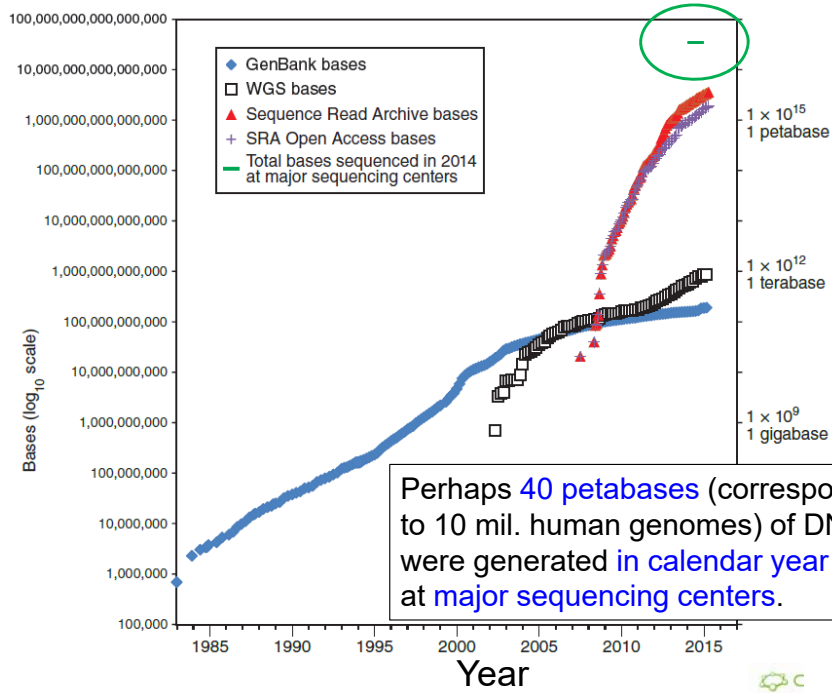 100,000,000,000,000,000
10,000,000,000,000,000
1,000,000,000,000,000
100,000,000,000,000
10,000,000,000,000
1,000,000,000,000
100,000,000,000
10,000,000,000
1,000,000,000
100,000,000
10,000,000
1,000,000
100,000
Bases (log10 scale)
GenBank bases
WGS bases
Sequence Read Archive bases
SRA Open Access bases
Total bases sequenced in 2014
at major sequencing centers
1 × 10^15
1 petabase
1 × 10^12
1 terabase
1 × 10^9
1 gigabase
Perhaps 40 petabases (correspo
to 10 mil. human genomes) of DN
were generated in calendar year
at major sequencing centers.
1985 1990 1995 2000 2005 2010 2015
Year